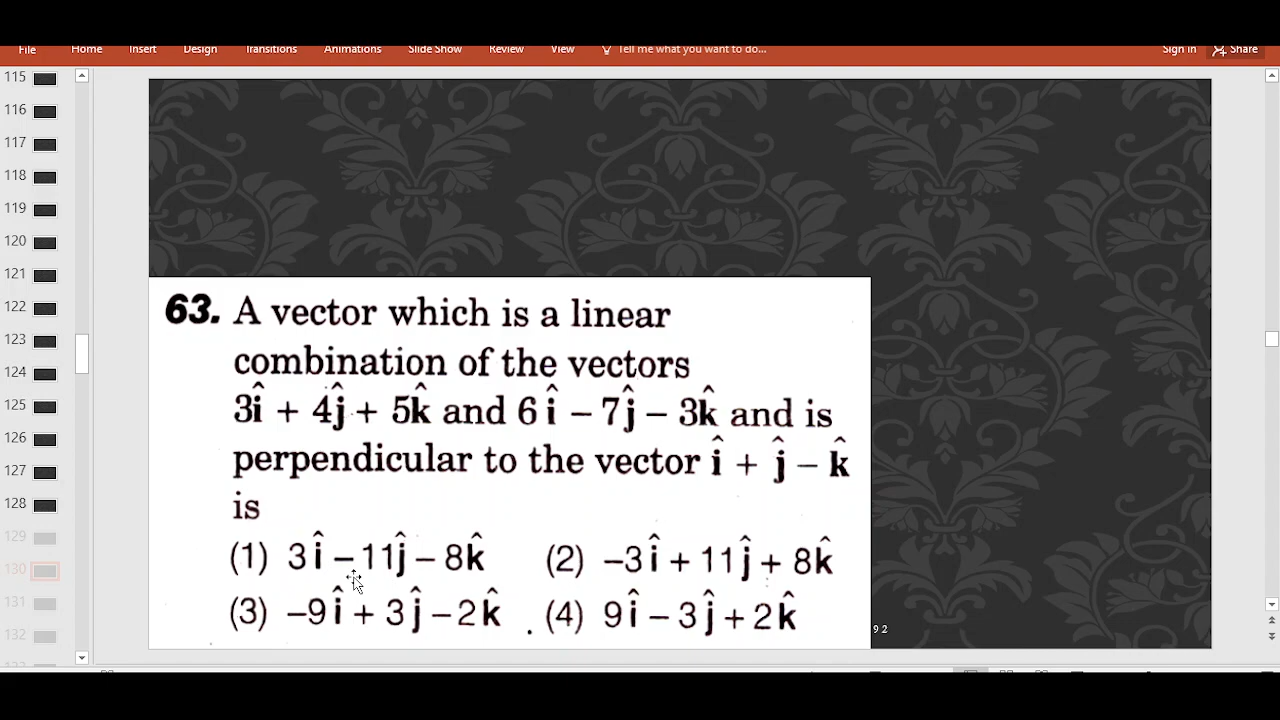 File Home Insert Design Transitions Animations Slide Show Review View Tell me what you want to do... Sign in Share
115
116
117
118
119
120
121
122
123
124
125
126
127
128
129
130
131
132
63. A vector which is a linear
combination of the vectors
3î + 4ĵ + 5k̂ and 6î − 7ĵ − 3k̂ and is
perpendicular to the vector î + ĵ − k̂
is
(1) 3î − 11ĵ − 8k̂ (2) −3î + 11ĵ + 8k̂
(3) −9î + 3ĵ − 2k̂ (4) 9î − 3ĵ + 2k̂
9 2